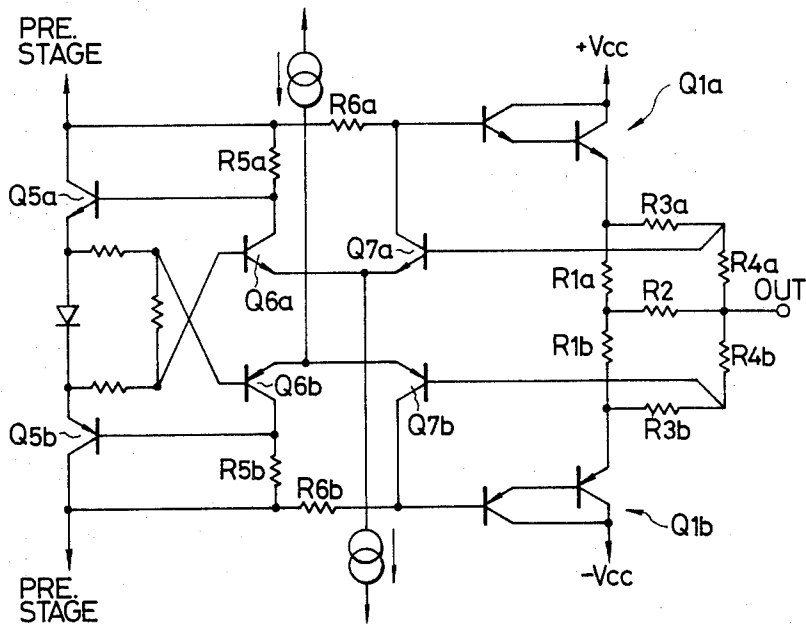 PRE.
STAGE
+Vcc
Q1a
R6a
R5a
Q5a
R3a
Q7a
R4a
Q6a
R1a
R2
OUT
R1b
R4b
Q6b
Q7b
Q5b
R3b
R5b
R6b
Q1b
-Vcc
PRE.
STAGE